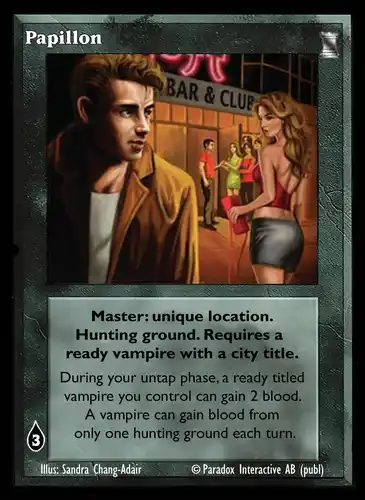 Papillon
BAR & CLUB
Master: unique location.
Hunting ground. Requires a
ready vampire with a city title.
During your untap phase, a ready titled
vampire you control can gain 2 blood.
A vampire can gain blood from
only one hunting ground each turn.
3
Illus: Sandra Chang-Adair
© Paradox Interactive AB (publ)